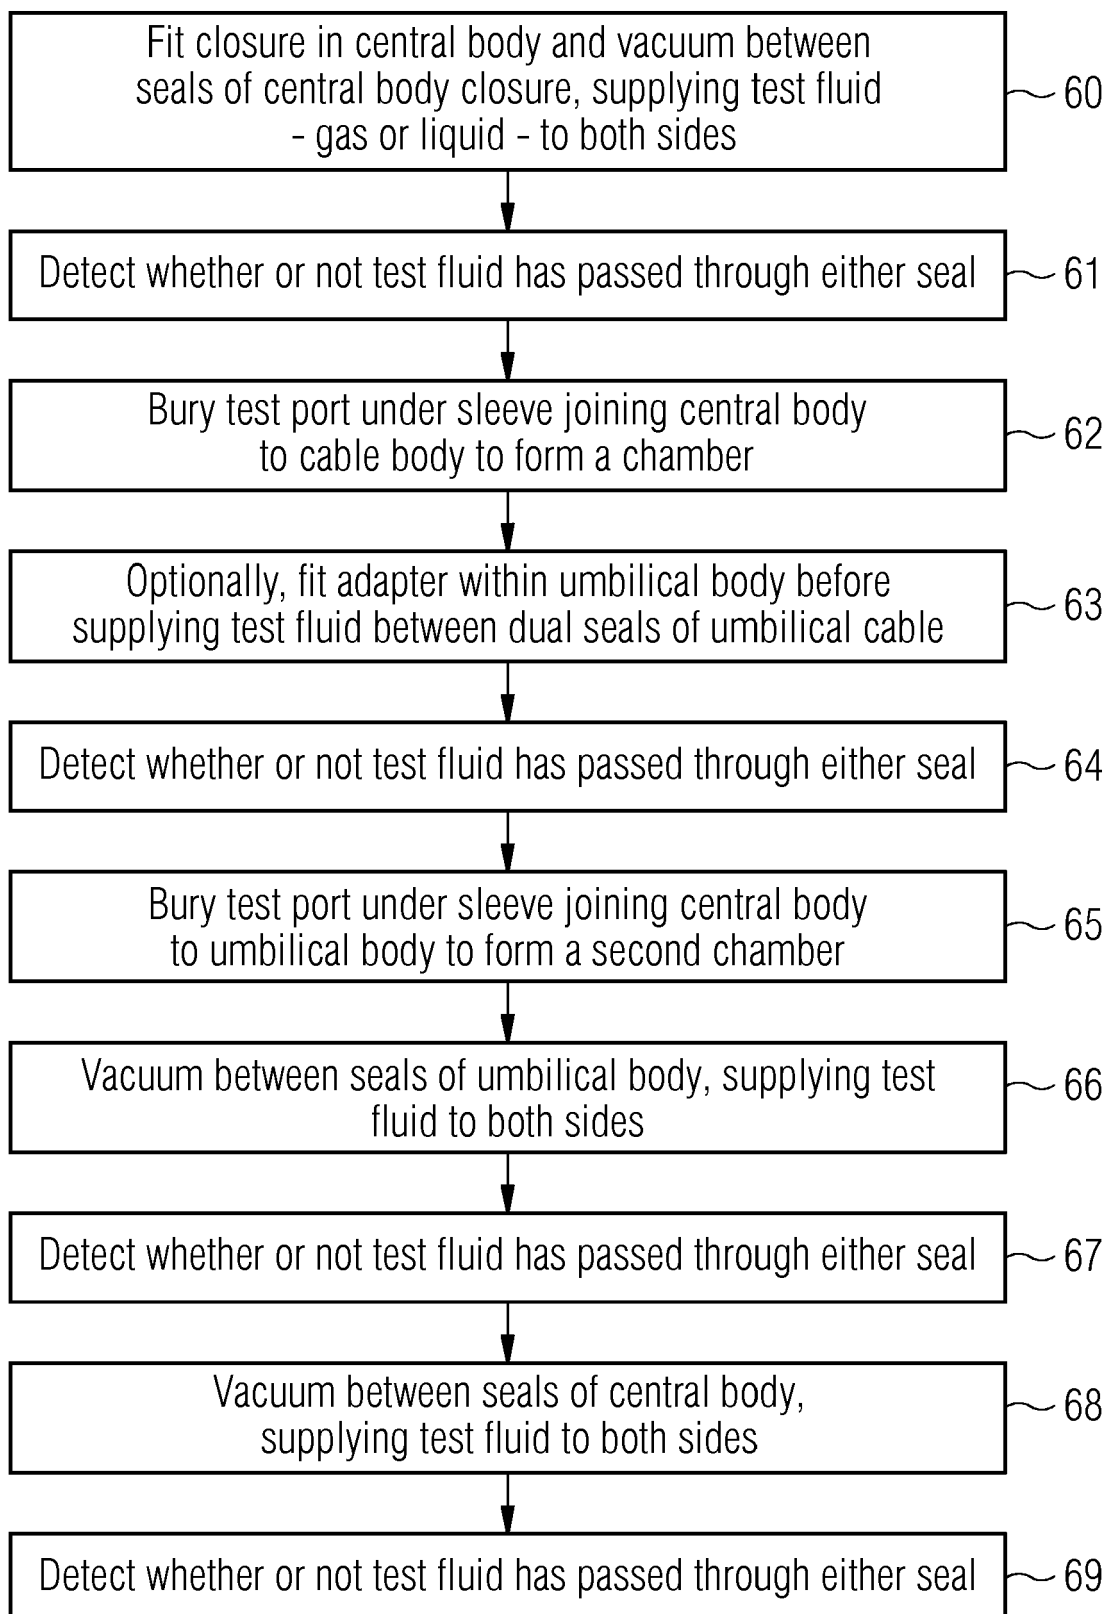 Fit closure in central body and vacuum between
seals of central body closure, supplying test fluid
- gas or liquid - to both sides
60
Detect whether or not test fluid has passed through either seal
61
Bury test port under sleeve joining central body
to cable body to form a chamber
62
Optionally, fit adapter within umbilical body before
supplying test fluid between dual seals of umbilical cable
63
Detect whether or not test fluid has passed through either seal
64
Bury test port under sleeve joining central body
to umbilical body to form a second chamber
65
Vacuum between seals of umbilical body, supplying test
fluid to both sides
66
Detect whether or not test fluid has passed through either seal
67
Vacuum between seals of central body,
supplying test fluid to both sides
68
Detect whether or not test fluid has passed through either seal
69